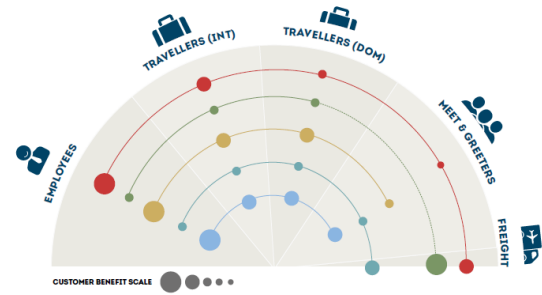 TRAVELLERS (INT)
TRAVELLERS (DOM)
EMPLOYEES
MEET & GREETERS
FREIGHT
CUSTOMER BENEFIT SCALE